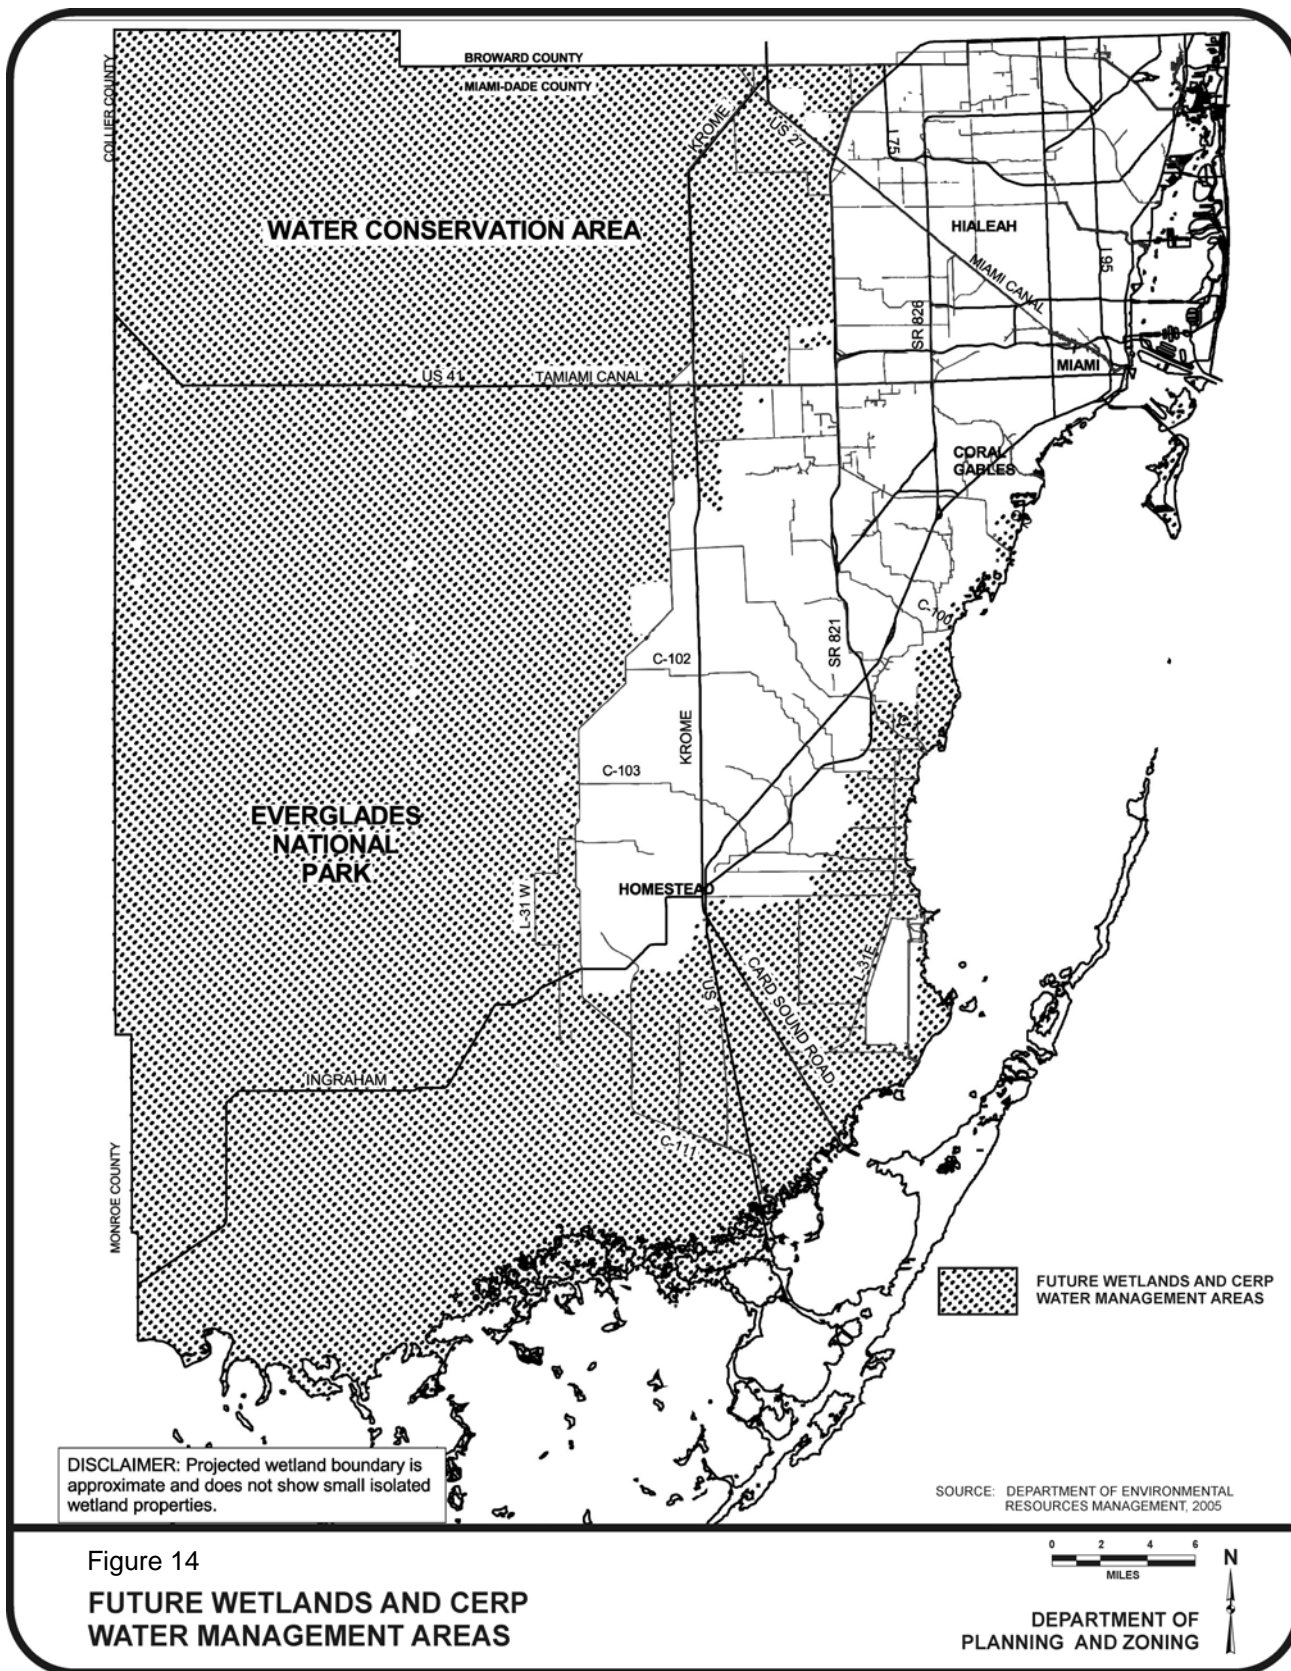 BROWARD COUNTY
MIAMI-DADE COUNTY
COLLIER COUNTY
KROME
US 27
I 75
WATER CONSERVATION AREA
HIALEAH
I 95
MIAMI CANAL
SR 826
MIAMI
US 41
TAMIAMI CANAL
CORAL
GABLES
C-100
SR 821
C-102
KROME
C-1
C-103
EVERGLADES
NATIONAL
PARK
HOMESTEAD
L-31 W
L-31E
CARD SOUND ROAD
US 1
INGRAHAM
C-111
MONROE COUNTY
FUTURE WETLANDS AND CERP
WATER MANAGEMENT AREAS
DISCLAIMER: Projected wetland boundary is
approximate and does not show small isolated
wetland properties.
SOURCE: DEPARTMENT OF ENVIRONMENTAL
RESOURCES MANAGEMENT, 2005
Figure 14
FUTURE WETLANDS AND CERP
WATER MANAGEMENT AREAS
0 2 4 6
MILES
N
DEPARTMENT OF
PLANNING AND ZONING